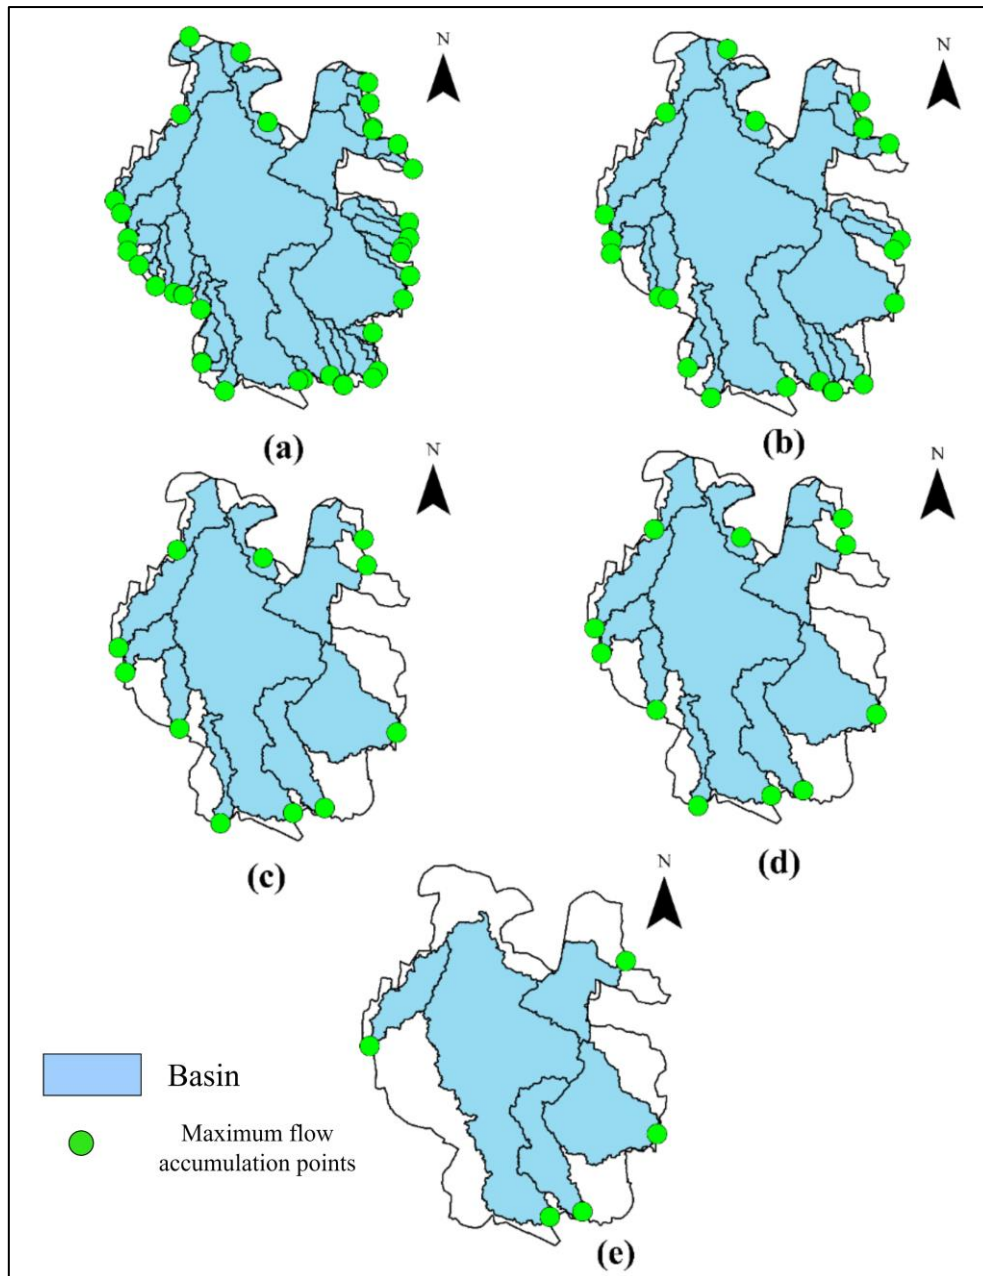 N
N
(a)
(b)
N
N
(c)
(d)
N
Basin
Maximum flow
accumulation points
(e)